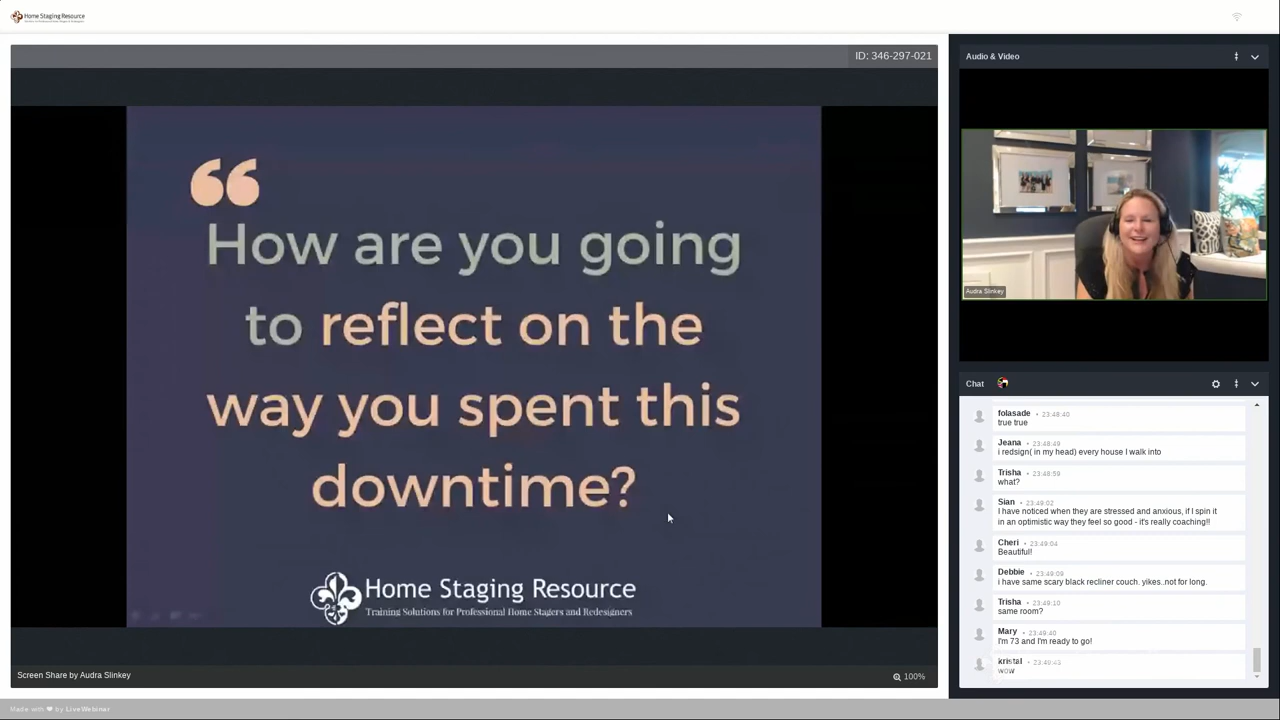 Home Staging Resource
ID: 346-297-021
“
How are you going
to reflect on the
way you spent this
downtime?
Home Staging Resource
Training Solutions for Professional Home Stagers and Redesigners
Screen Share by Audra Slinkey
100%
Audio & Video
Audra Slinkey
Chat
folasade • 23:48:40
true true
Jeana • 23:48:49
i redsign( in my head) every house I walk into
Trisha • 23:48:59
what?
Sian • 23:49:02
I have noticed when they are stressed and anxious, if I spin it
in an optimistic way they feel so good - it's really coaching!!
Cheri • 23:49:04
Beautiful!
Debbie • 23:49:09
i have same scary black recliner couch. yikes..not for long.
Trisha • 23:49:10
same room?
Mary • 23:49:40
I'm 73 and I'm ready to go!
kristal
wow
Made with ❤ by LiveWebinar